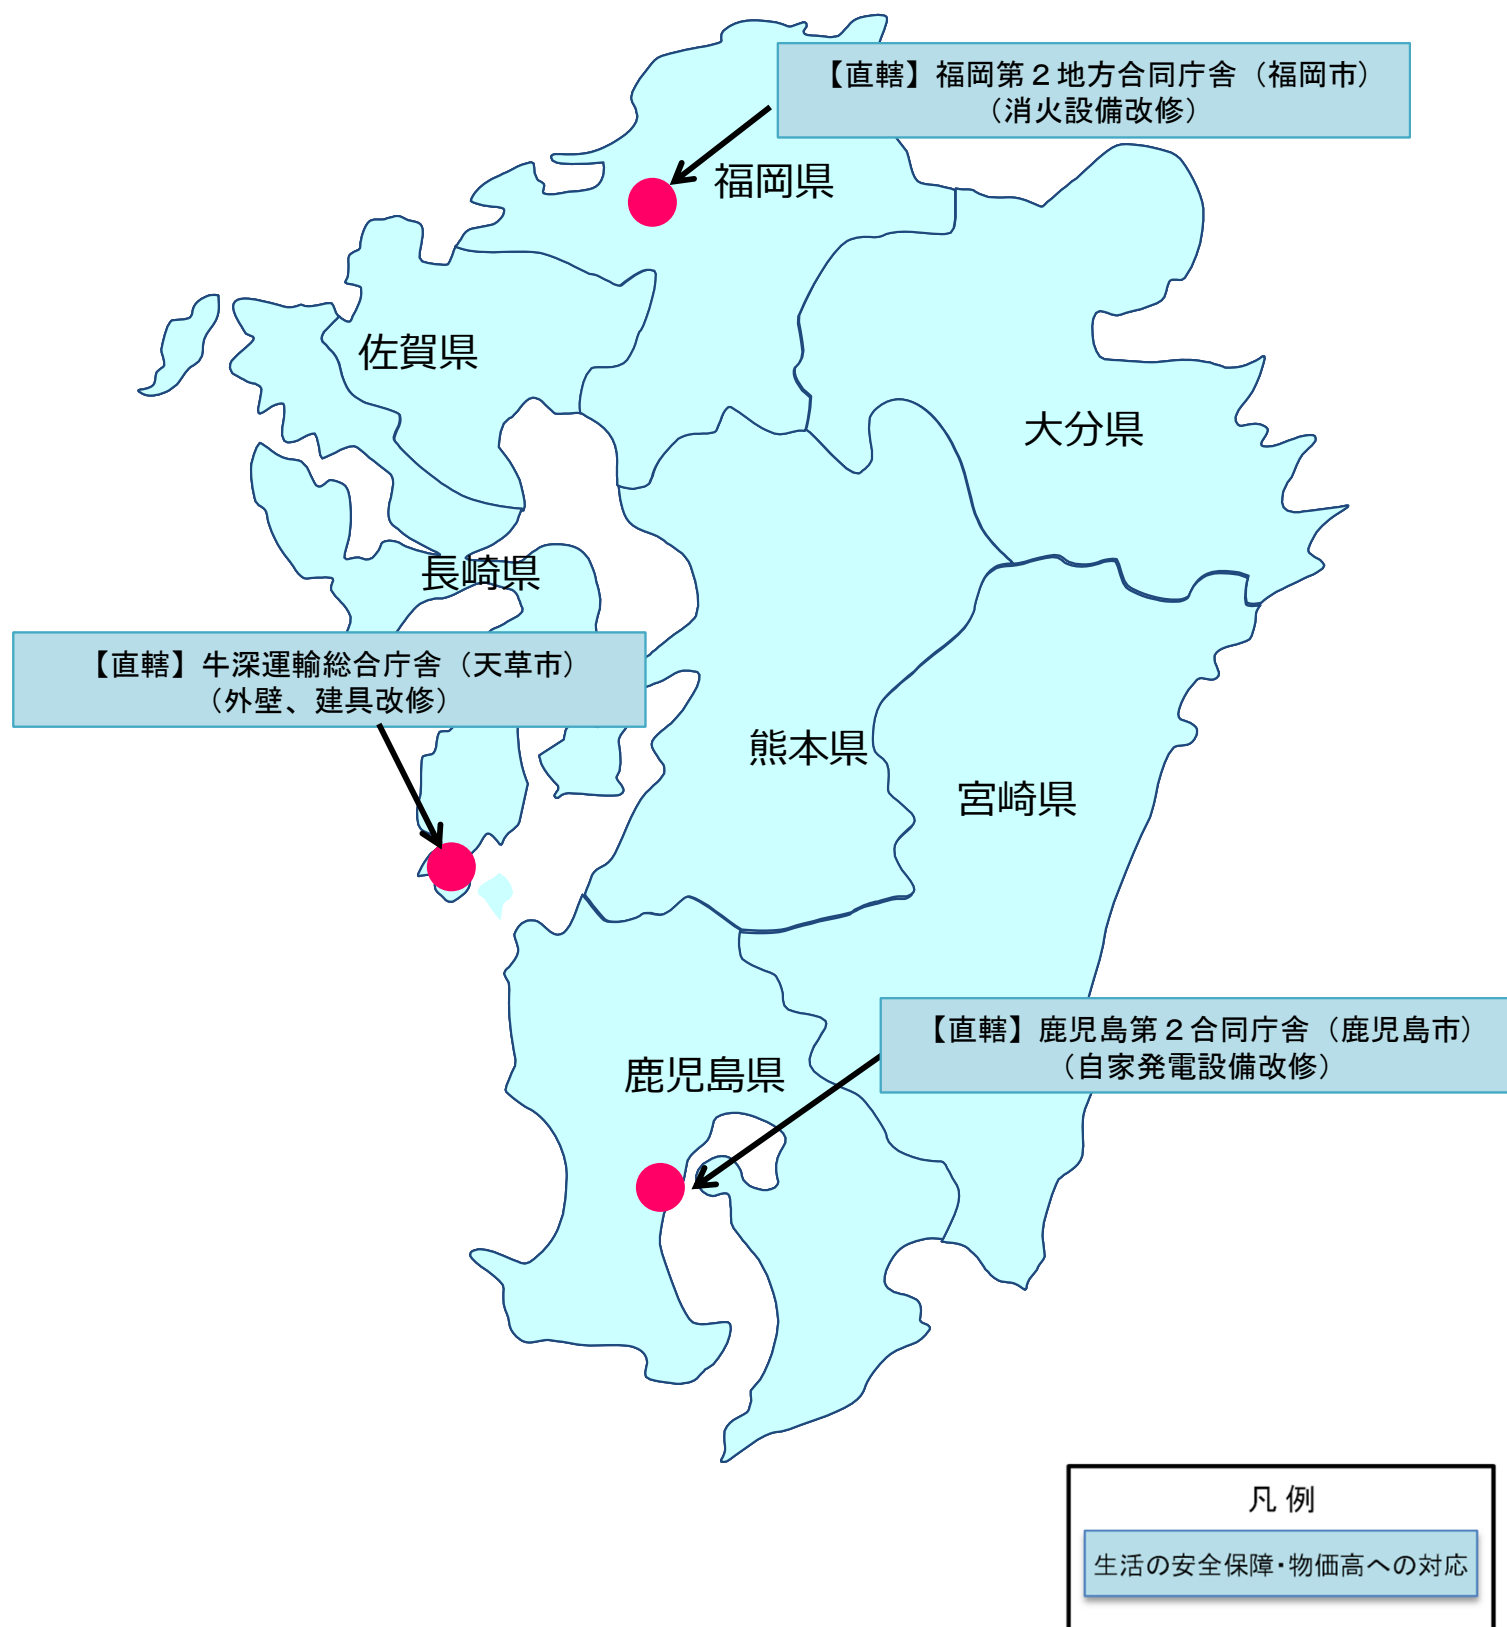 【直轄】福岡第２地方合同庁舎（福岡市）
（消火設備改修）
福岡県
佐賀県
大分県
長崎県
【直轄】牛深運輸総合庁舎（天草市）
（外壁、建具改修）
熊本県
宮崎県
【直轄】鹿児島第２合同庁舎（鹿児島市）
（自家発電設備改修）
鹿児島県
凡 例
生活の安全保障・物価高への対応